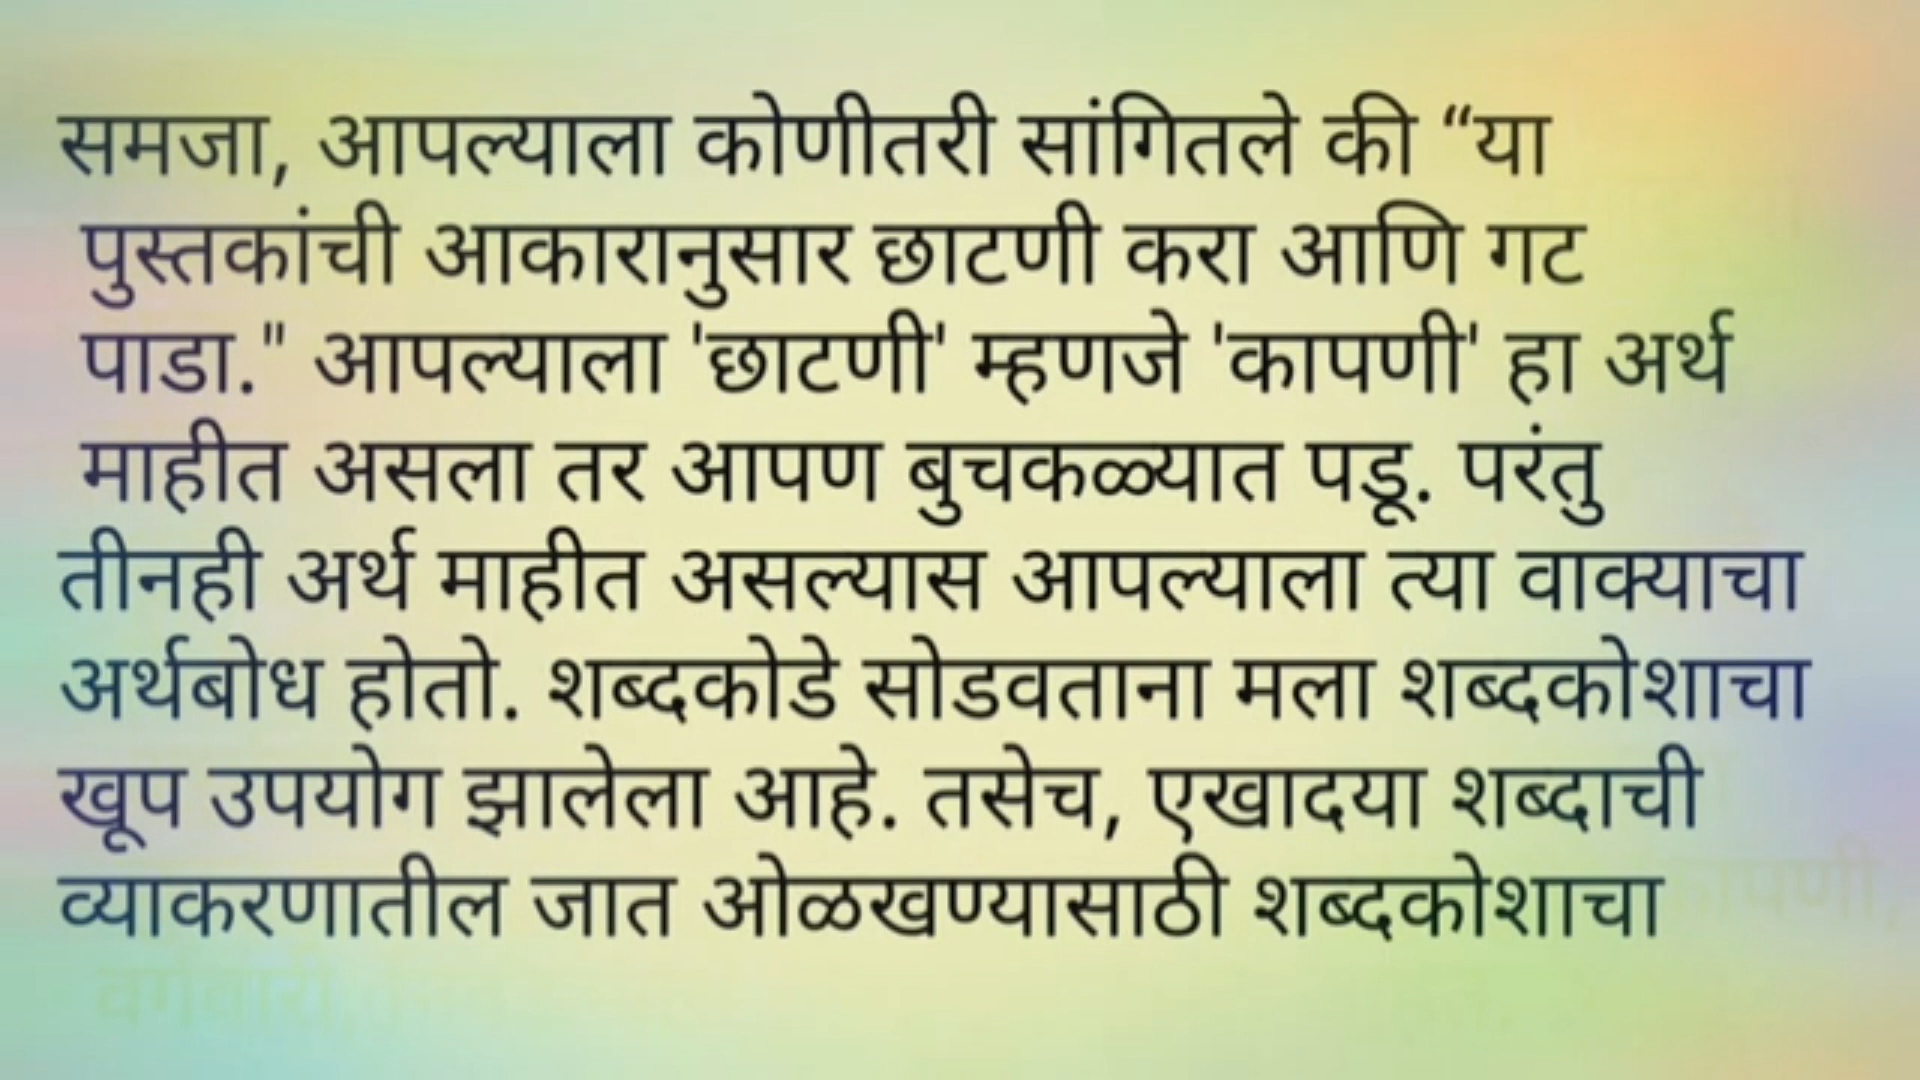 समजा, आपल्याला कोणीतरी सांगितले की “या
पुस्तकांची आकारानुसार छाटणी करा आणि गट
पाडा." आपल्याला 'छाटणी' म्हणजे 'कापणी' हा अर्थ
माहीत असला तर आपण बुचकळ्यात पडू. परंतु
तीनही अर्थ माहीत असल्यास आपल्याला त्या वाक्याचा
अर्थबोध होतो. शब्दकोडे सोडवताना मला शब्दकोशाचा
खूप उपयोग झालेला आहे. तसेच, एखादया शब्दाची
व्याकरणातील जात ओळखण्यासाठी शब्दकोशाचा